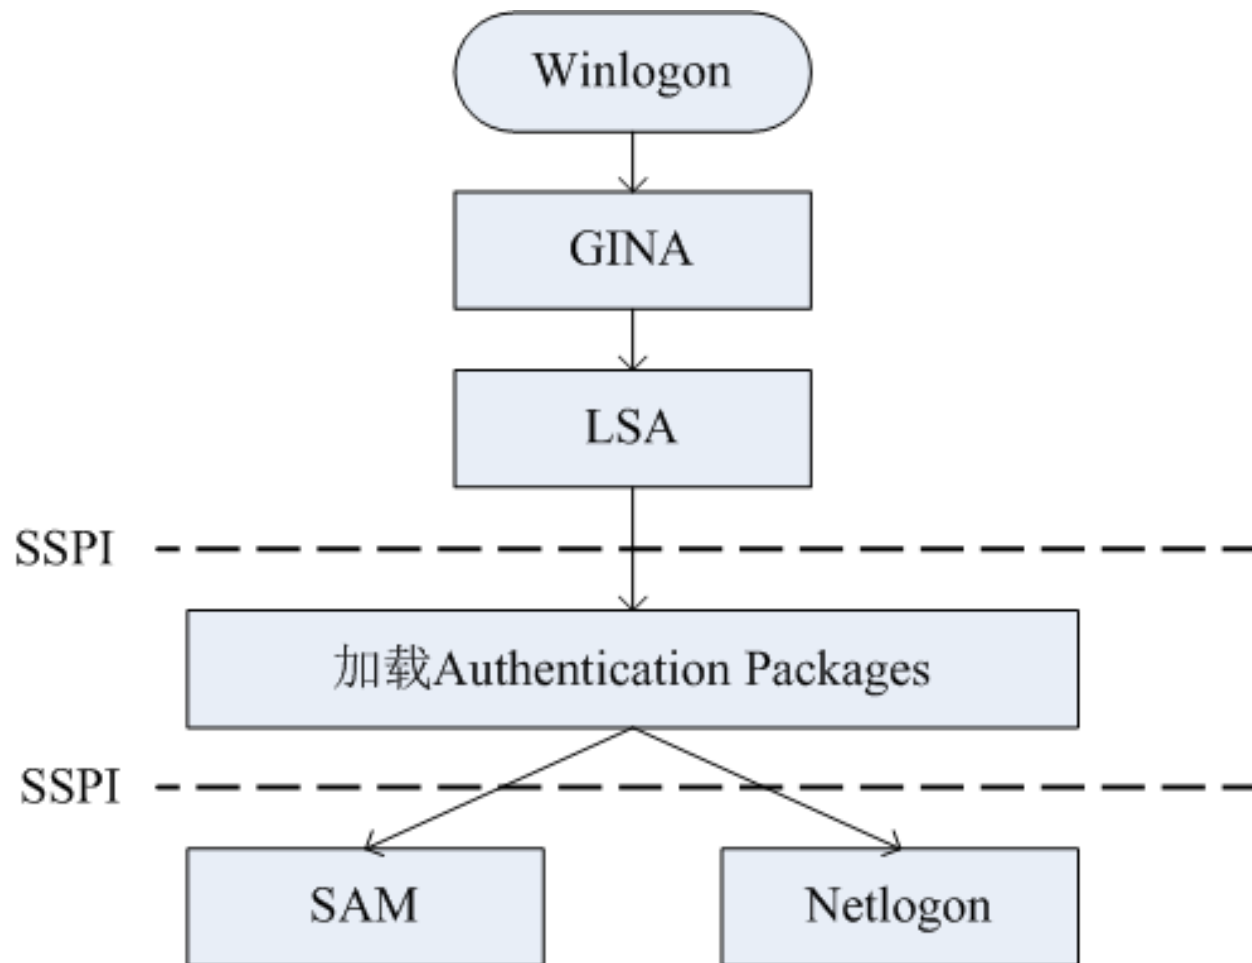 Winlogon
GINA
LSA
SSPI
加载Authentication Packages
SSPI
SAM
Netlogon